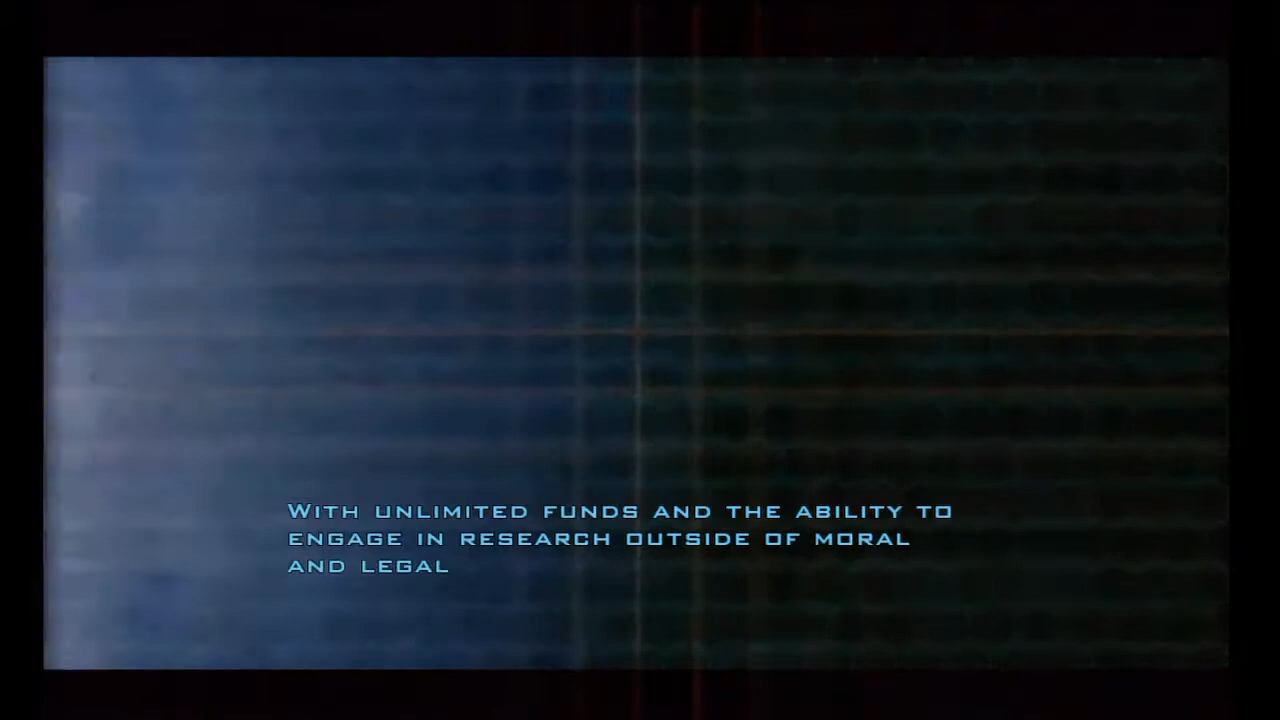 With unlimited funds and the ability to
engage in research outside of moral
and legal